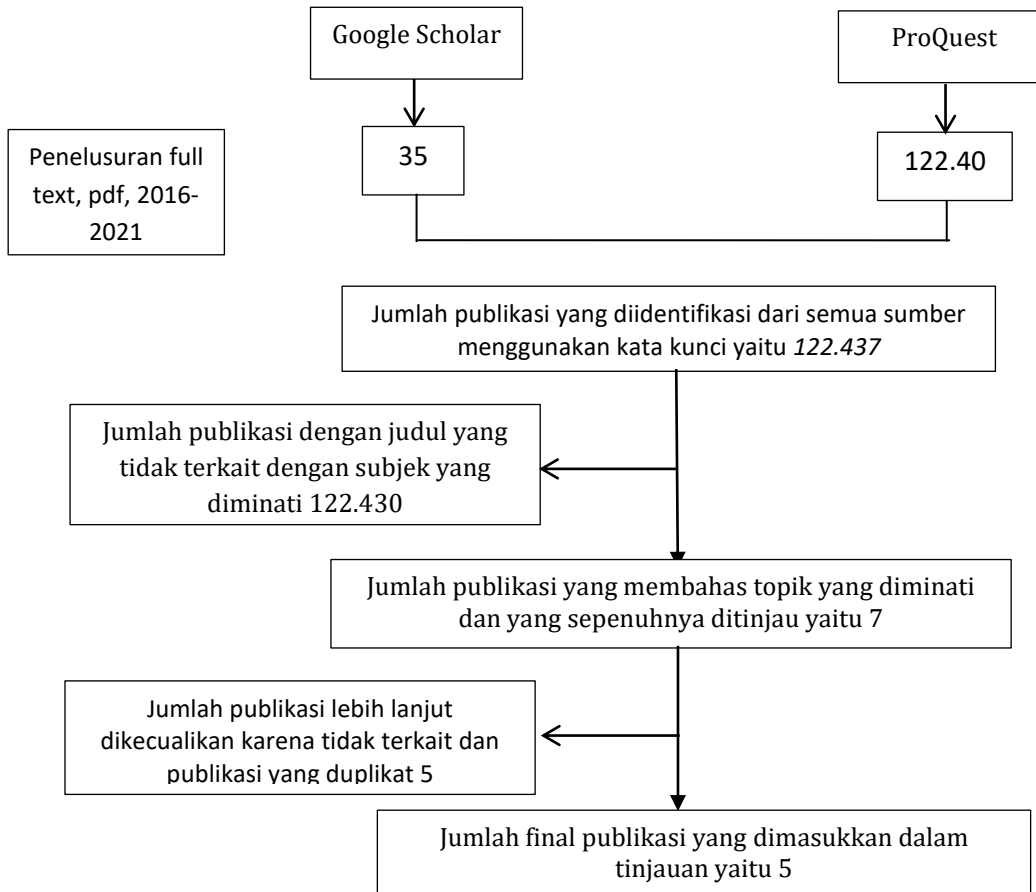 Google Scholar
ProQuest
35
122.40
Penelusuran full
text, pdf, 2016-
2021
Jumlah publikasi yang diidentifikasi dari semua sumber
menggunakan kata kunci yaitu 122.437
Jumlah publikasi dengan judul yang
tidak terkait dengan subjek yang
diminati 122.430
Jumlah publikasi yang membahas topik yang diminati
dan yang sepenuhnya ditinjau yaitu 7
Jumlah publikasi lebih lanjut
dikecualikan karena tidak terkait dan
publikasi yang duplikat 5
Jumlah final publikasi yang dimasukkan dalam
tinjauan yaitu 5